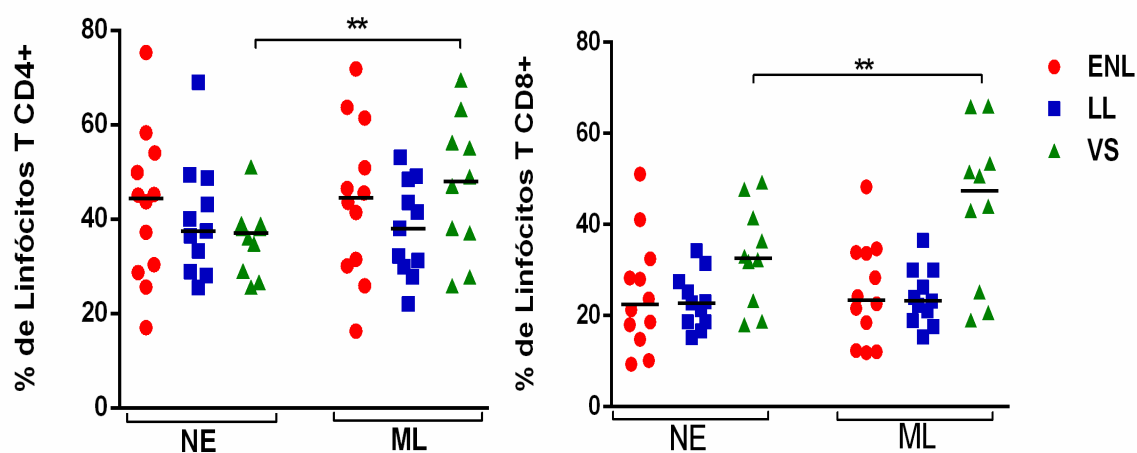 % de Linfócitos T CD4+
80
60
40
20
0
**
NE
ML
% de Linfócitos T CD8+
80
60
40
20
0
**
NE
ML
ENL
LL
VS